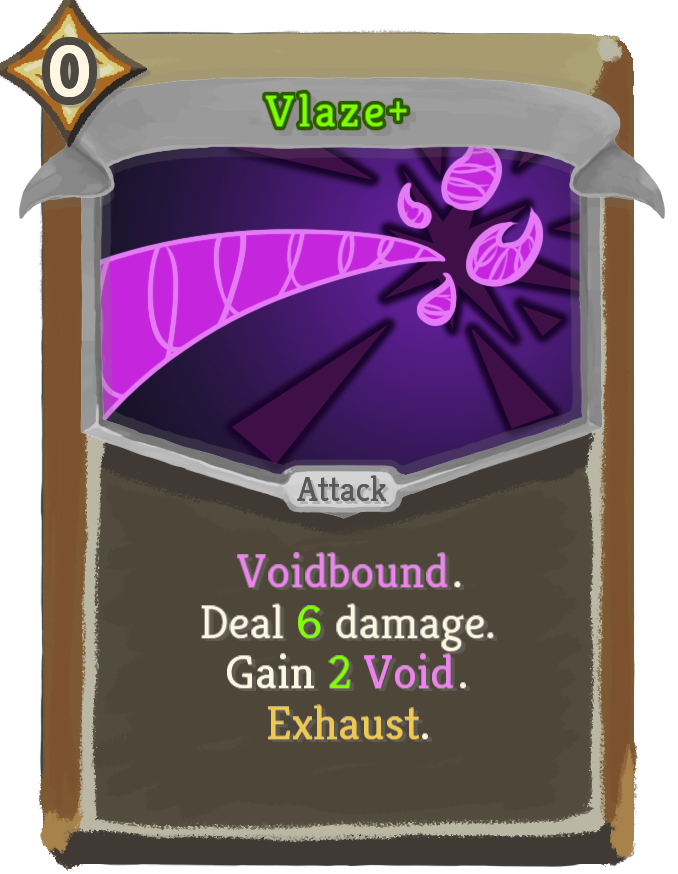 0
Vlaze+
Attack
Voidbound.
Deal 6 damage.
Gain 2 Void.
Exhaust.